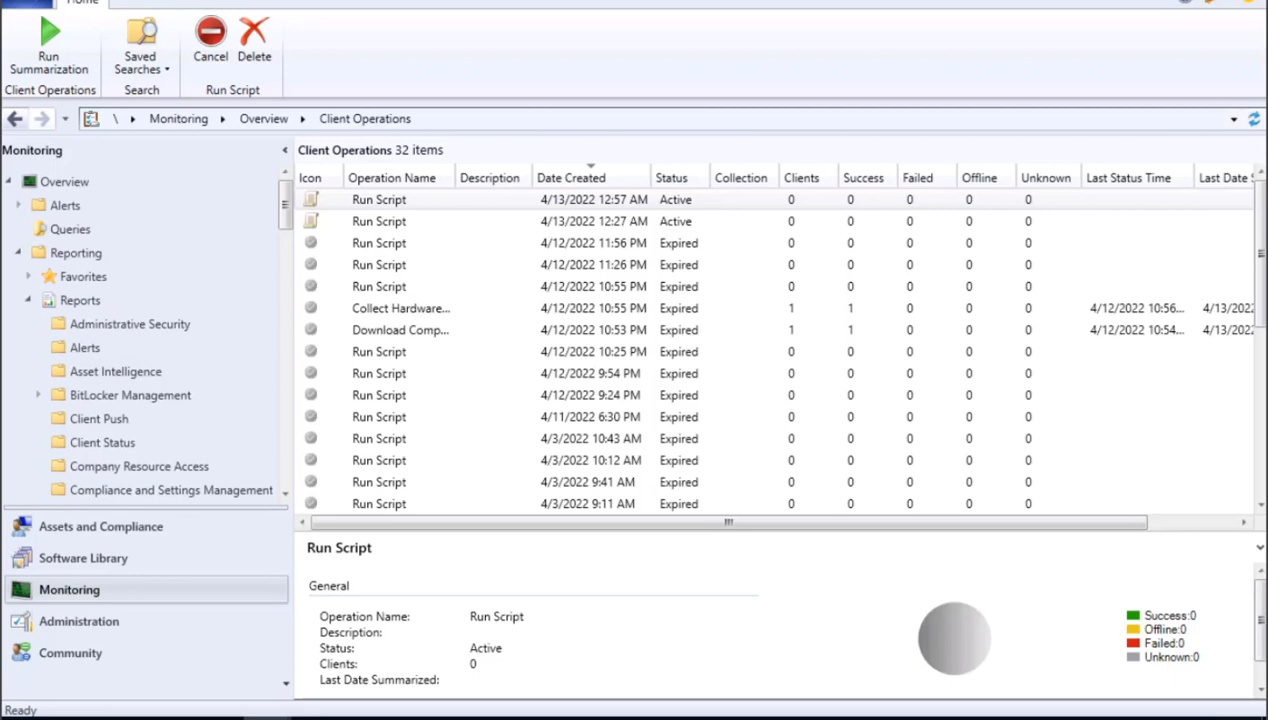 Home
Run Summarization
Saved Searches
Cancel
Delete
Client Operations
Search
Run Script
\ Monitoring Overview Client Operations
Monitoring
Overview
Alerts
Queries
Reporting
Favorites
Reports
Administrative Security
Alerts
Asset Intelligence
BitLocker Management
Client Push
Client Status
Company Resource Access
Compliance and Settings Management
Assets and Compliance
Software Library
Monitoring
Administration
Community
Client Operations 32 items
Icon Operation Name Description Date Created Status Collection Clients Success Failed Offline Unknown Last Status Time Last Date
Run Script 4/13/2022 12:57 AM Active 0 0 0 0 0
Run Script 4/13/2022 12:27 AM Active 0 0 0 0 0
Run Script 4/12/2022 11:56 PM Expired 0 0 0 0 0
Run Script 4/12/2022 11:26 PM Expired 0 0 0 0 0
Run Script 4/12/2022 10:55 PM Expired 0 0 0 0 0
Collect Hardware... 4/12/2022 10:55 PM Expired 1 1 0 0 0 4/12/2022 10:56... 4/13/202
Download Comp... 4/12/2022 10:53 PM Expired 1 1 0 0 0 4/12/2022 10:54... 4/13/202
Run Script 4/12/2022 10:25 PM Expired 0 0 0 0 0
Run Script 4/12/2022 9:54 PM Expired 0 0 0 0 0
Run Script 4/12/2022 9:24 PM Expired 0 0 0 0 0
Run Script 4/11/2022 6:30 PM Expired 0 0 0 0 0
Run Script 4/3/2022 10:43 AM Expired 0 0 0 0 0
Run Script 4/3/2022 10:12 AM Expired 0 0 0 0 0
Run Script 4/3/2022 9:41 AM Expired 0 0 0 0 0
Run Script 4/3/2022 9:11 AM Expired 0 0 0 0 0
Run Script
General
Operation Name: Run Script
Description:
Status: Active
Clients: 0
Last Date Summarized:
Success:0
Offline:0
Failed:0
Unknown:0
Ready